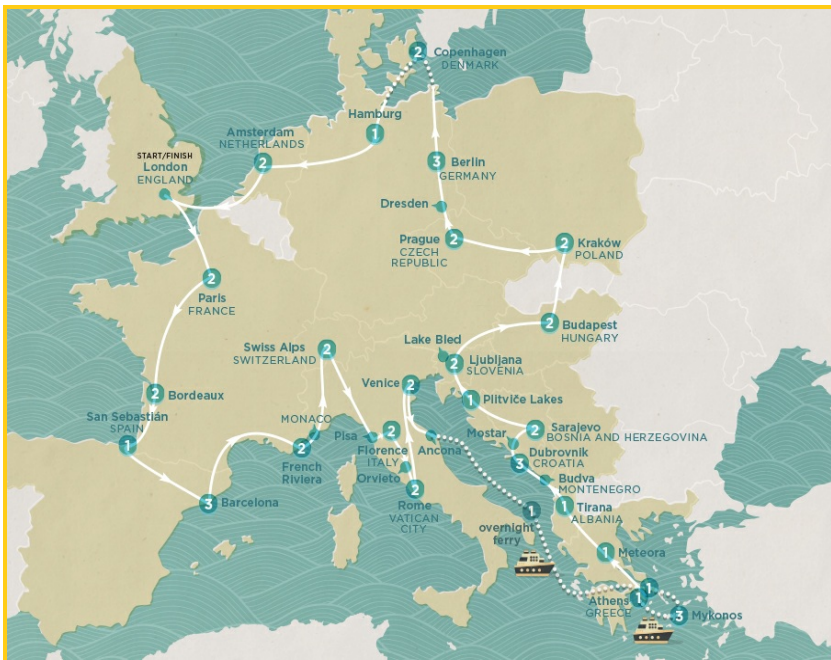 2
Copenhagen
DENMARK
Hamburg
1
Amsterdam
NETHERLANDS
2
START/FINISH
London
ENGLAND
3
Berlin
GERMANY
Dresden
Prague
CZECH
REPUBLIC
2
2
Kraków
POLAND
2
Paris
FRANCE
Swiss Alps
SWITZERLAND
2
Lake Bled
2
Ljubljana
SLOVENIA
2
Budapest
HUNGARY
Venice
2
2
Bordeaux
1
Plitviče Lakes
San Sebastián
SPAIN
1
MONACO
2
French
Riviera
Pisa
2
Florence
ITALY
Orvieto
Ancona
Mostar
2
Sarajevo
BOSNIA AND HERZEGOVINA
3
Dubrovnik
CROATIA
Budva
MONTENEGRO
3
Barcelona
2
Rome
VATICAN
CITY
1
overnight
ferry
1
Tirana
ALBANIA
1
Meteora
1
1
Athens
GREECE
3
Mykonos